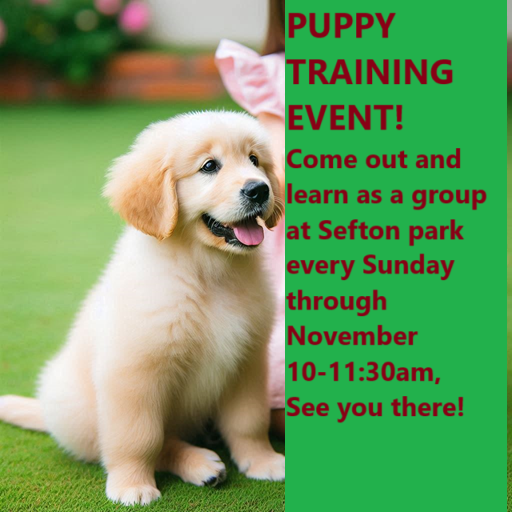 PUPPY
TRAINING
EVENT!
Come out and
learn as a group
at Sefton park
every Sunday
through
November
10-11:30am,
See you there!